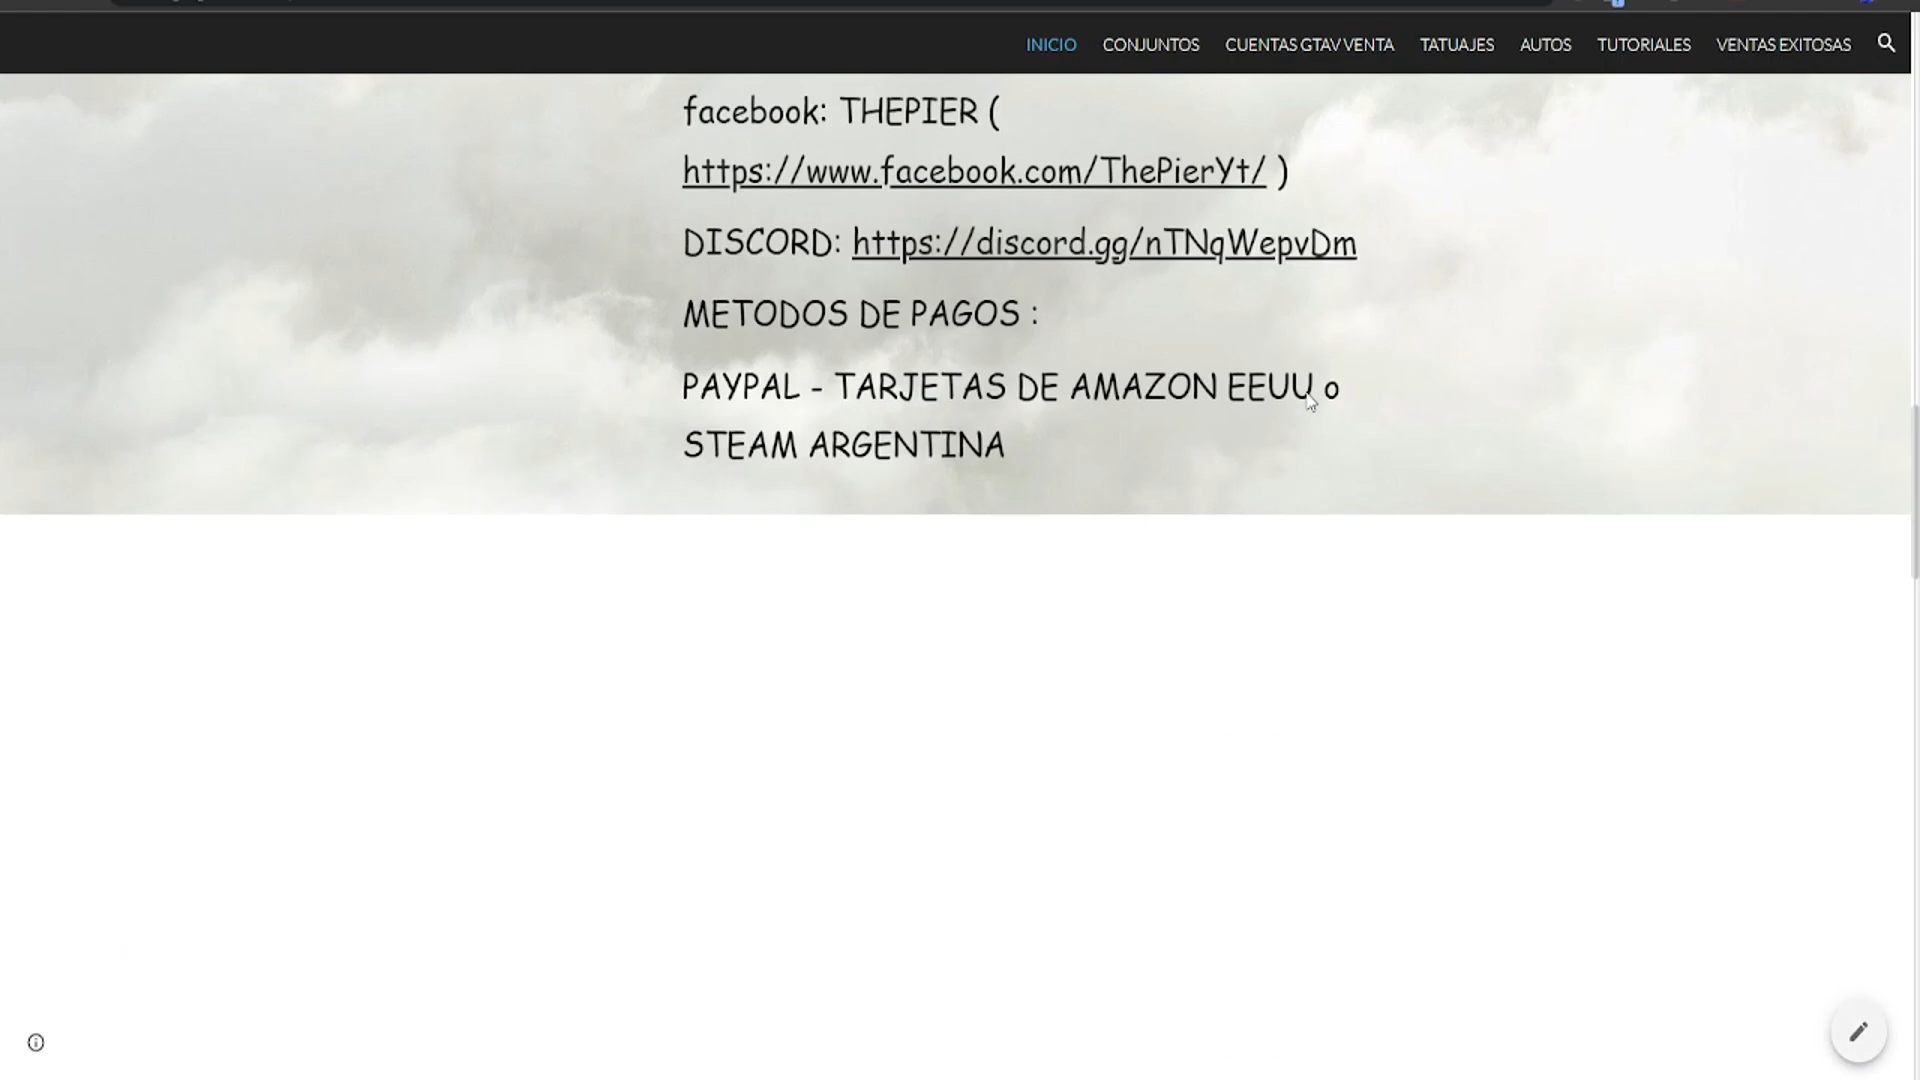 INICIO CONJUNTOS CUENTAS GTAV VENTA TATUAJES AUTOS TUTORIALES VENTAS EXITOSAS
facebook: THEPIER (
https://www.facebook.com/ThePierYt/ )
DISCORD: https://discord.gg/nTNqWepvDm
METODOS DE PAGOS :
PAYPAL - TARJETAS DE AMAZON EEUU o
STEAM ARGENTINA